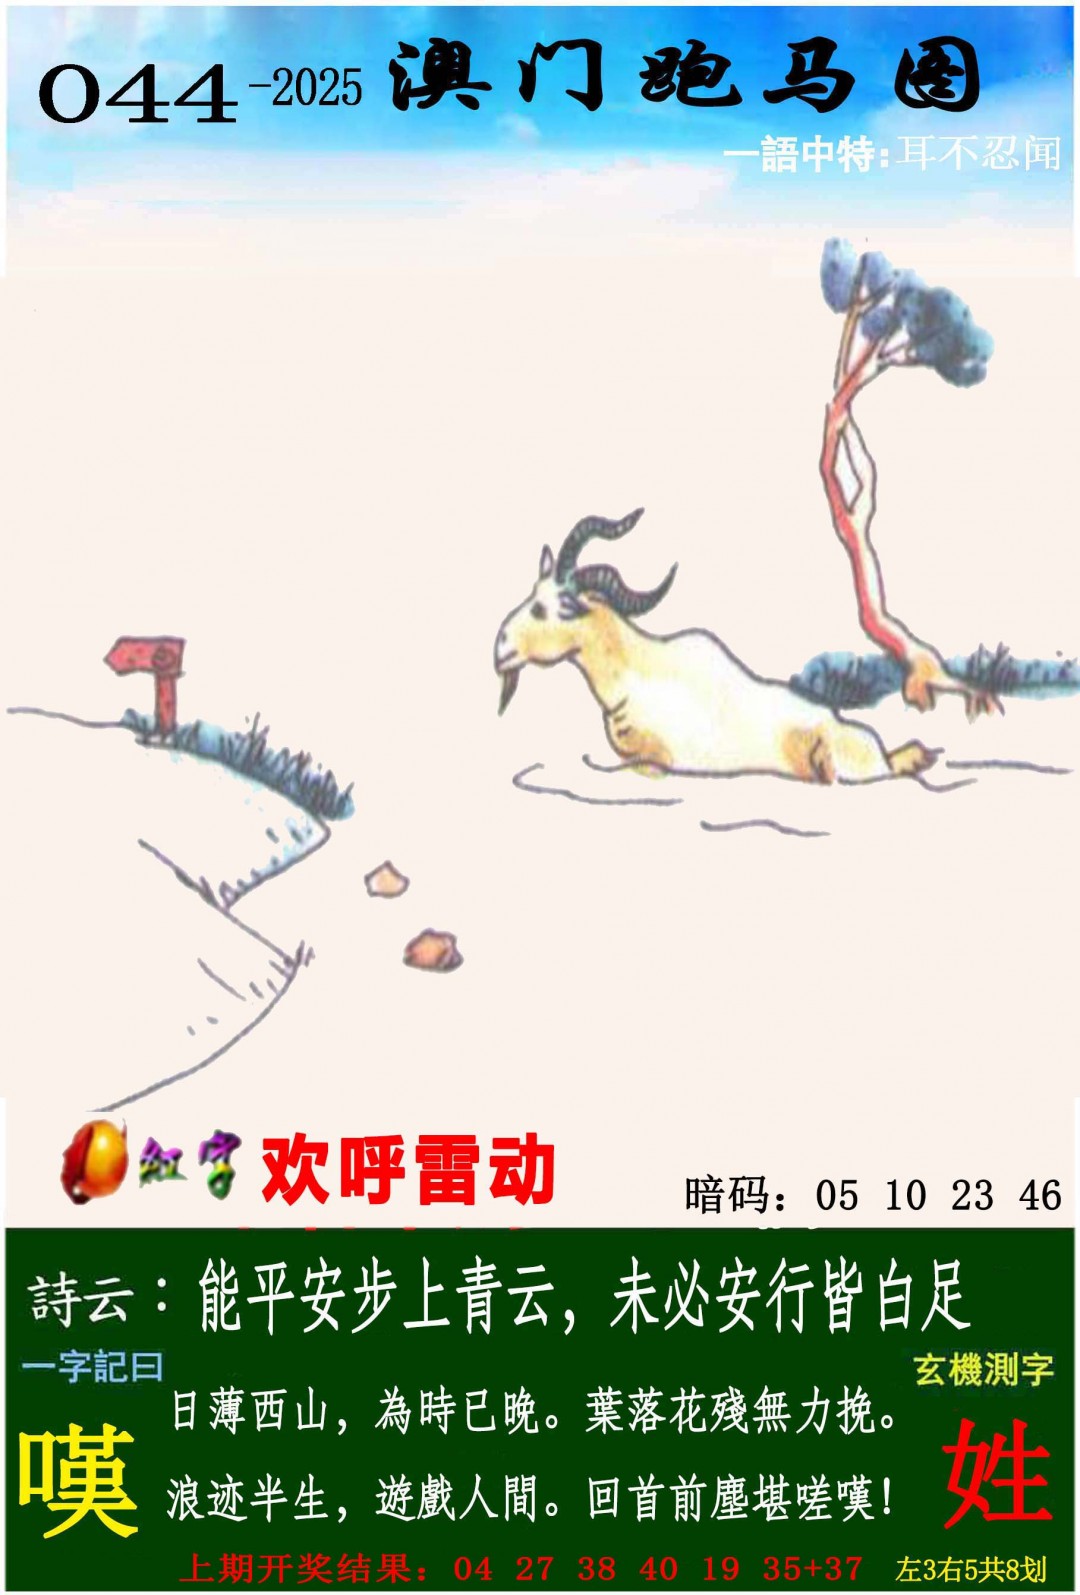 044-2025 澳门跑马图
一語中特:耳不忍闻
红字 欢呼雷动
暗码：05 10 23 46
詩云：能平安步上青云，未必安行皆白足
一字記日
玄機測字
日薄西山，為時已晚。葉落花殘無力挽。
嘆
姓
浪迹半生，遊戲人間。回首前塵堪嗟嘆！
上期开奖结果：04 27 38 40 19 35+37
左3右5共8划